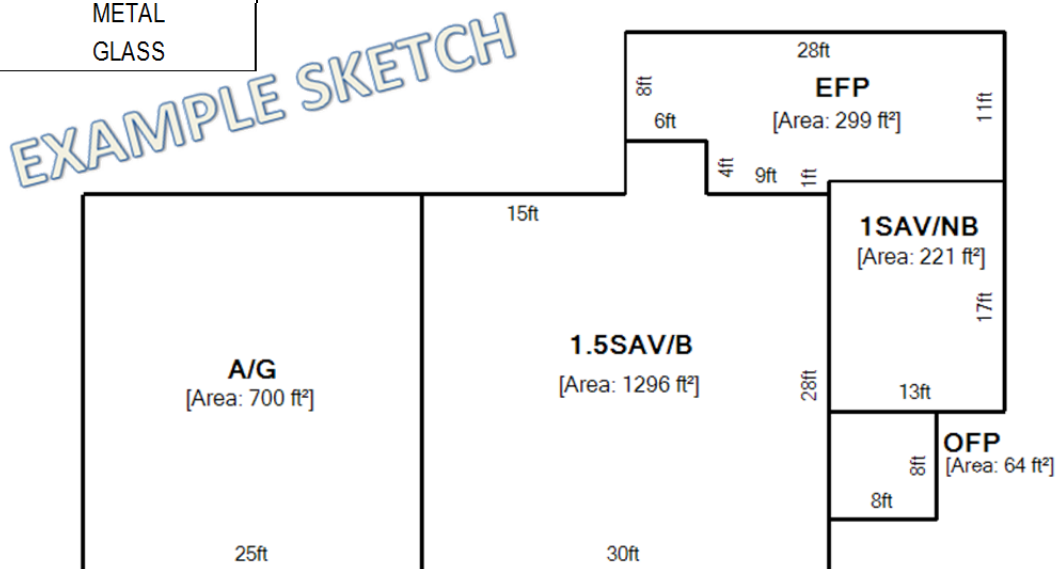 METAL
GLASS
EXAMPLE SKETCH
28ft
8ft
EFP
11ft
6ft
[Area: 299 ft²]
4ft
9ft
1ft
15ft
1SAV/NB
[Area: 221 ft²]
17ft
1.5SAV/B
A/G
[Area: 1296 ft²]
28ft
[Area: 700 ft²]
13ft
OFP
8ft
[Area: 64 ft²]
8ft
25ft
30ft